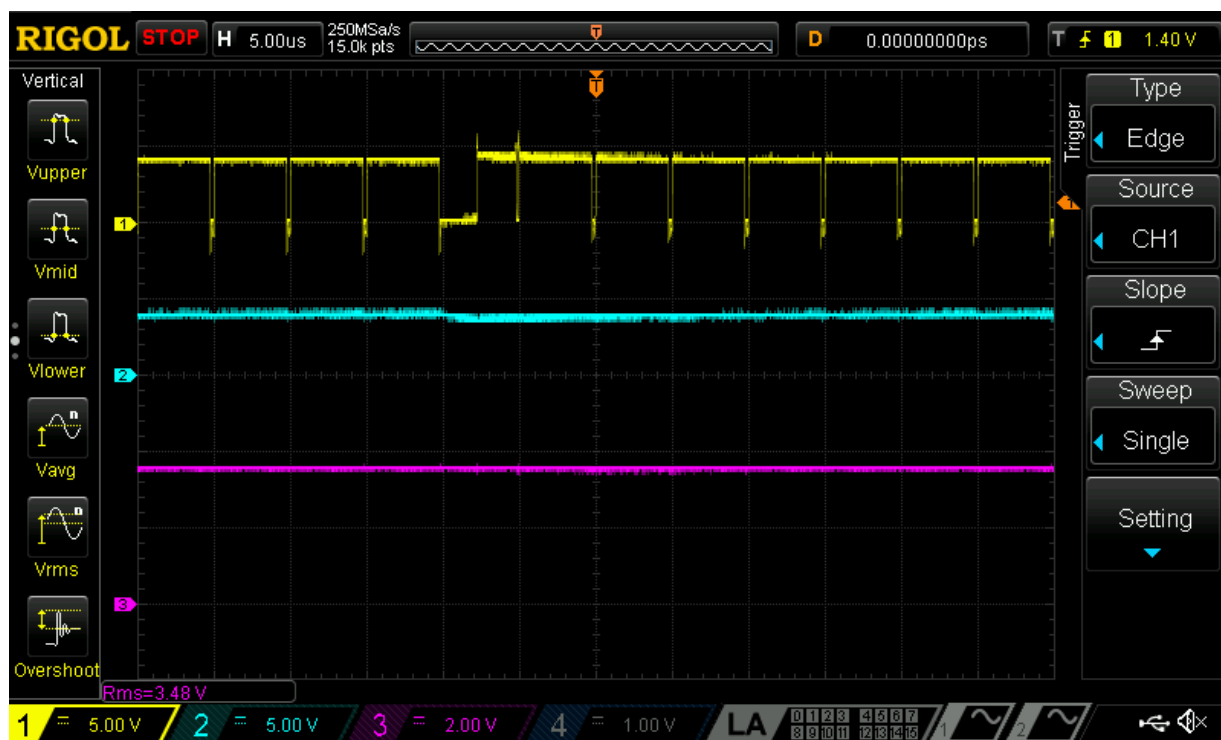 RIGOL STOP H 5.00us 250MSa/s 15.0k pts T D 0.00000000ps T 1 1.40 V
Vertical
Vupper
Vmid
Vlower
n
Vavg
n
Vrms
Overshoot
T
1
2
3
1
Rms=3.48 V
Trigger
Type
Edge
Source
CH1
Slope
Sweep
Single
Setting
1 5.00 V 2 5.00 V 3 2.00 V 4 1.00 V LA 0 1 2 3 4 5 6 7 1 2
8 9 10 11 12 13 14 15